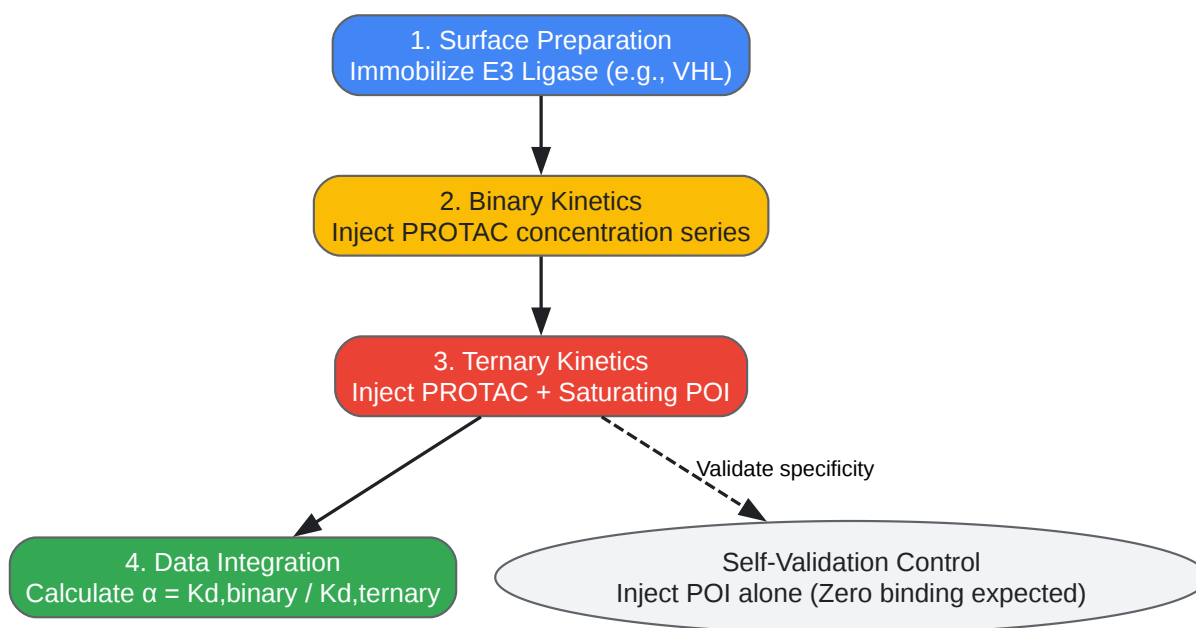 1. Surface Preparation
Immobilize E3 Ligase (e.g., VHL)
2. Binary Kinetics
Inject PROTAC concentration series
3. Ternary Kinetics
Inject PROTAC + Saturating POI
Validate specificity
4. Data Integration
Calculate α = Kd,binary / Kd,ternary
Self-Validation Control
Inject POI alone (Zero binding expected)